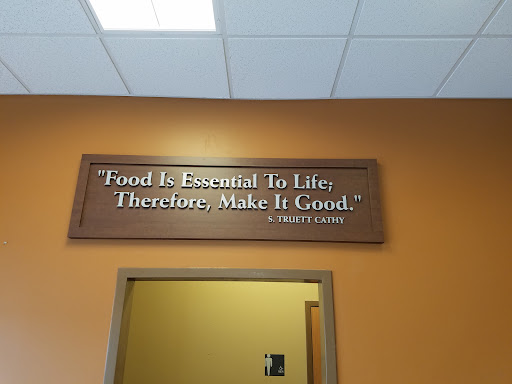 "Food Is Essential To Life;
Therefore, Make It Good."
S. TRUETT CATHY